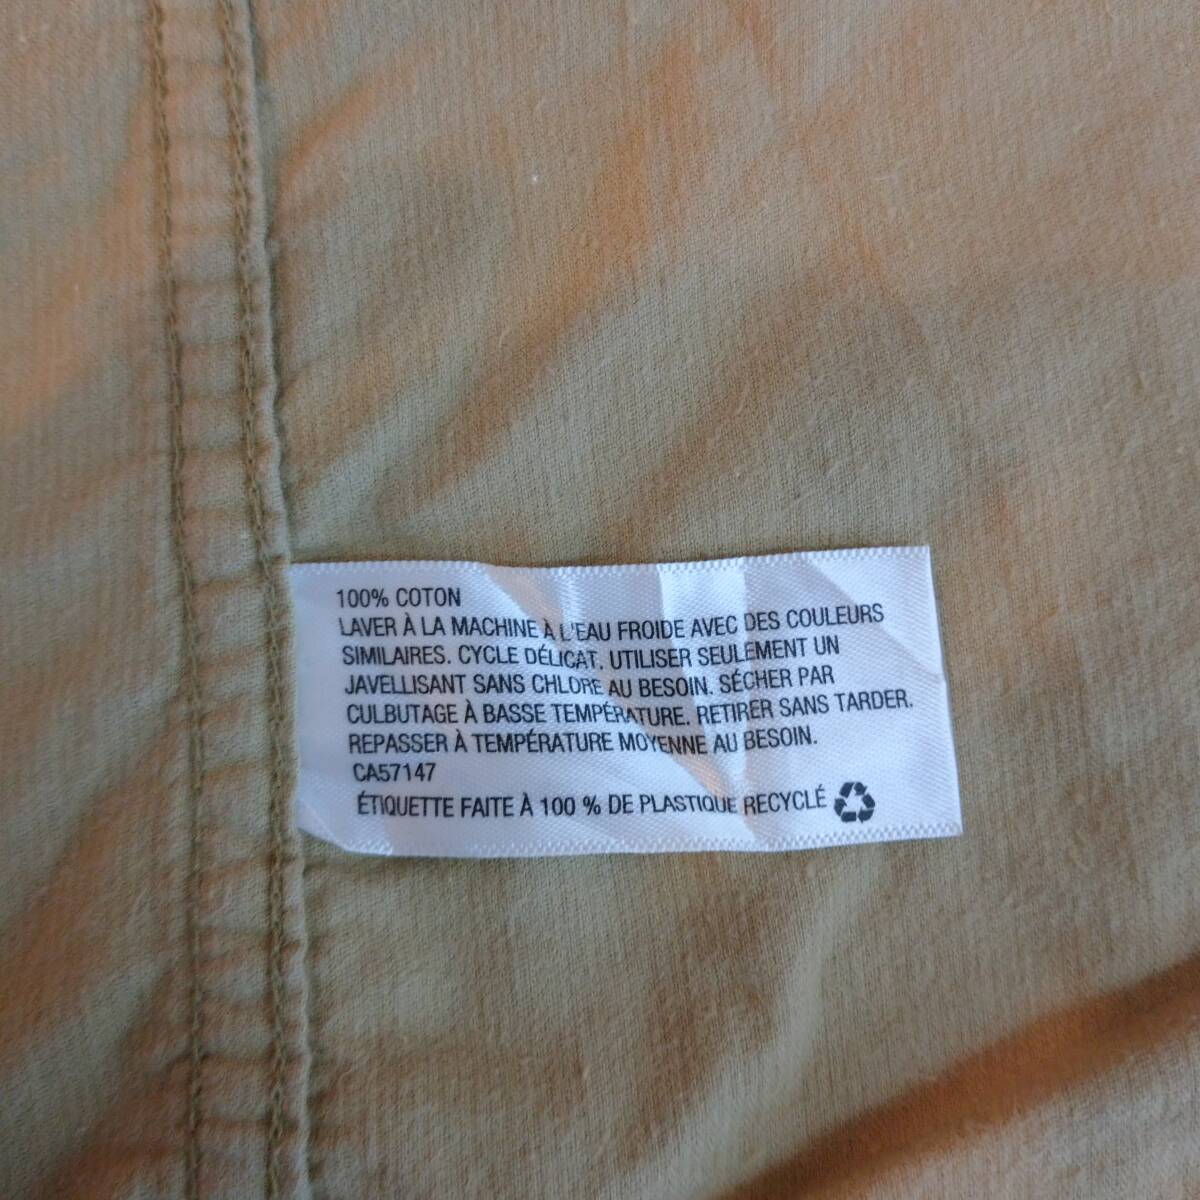 100% COTON
LAVER À LA MACHINE À L'EAU FROIDE AVEC DES COULEURS
SIMILAIRES. CYCLE DÉLICAT. UTILISER SEULEMENT UN
JAVELLISANT SANS CHLORE AU BESOIN. SÉCHER PAR
CULBUTAGE À BASSE TEMPÉRATURE. RETIRER SANS TARDER.
REPASSER À TEMPÉRATURE MOYENNE AU BESOIN.
CA57147
ÉTIQUETTE FAITE À 100 % DE PLASTIQUE RECYCLÉ